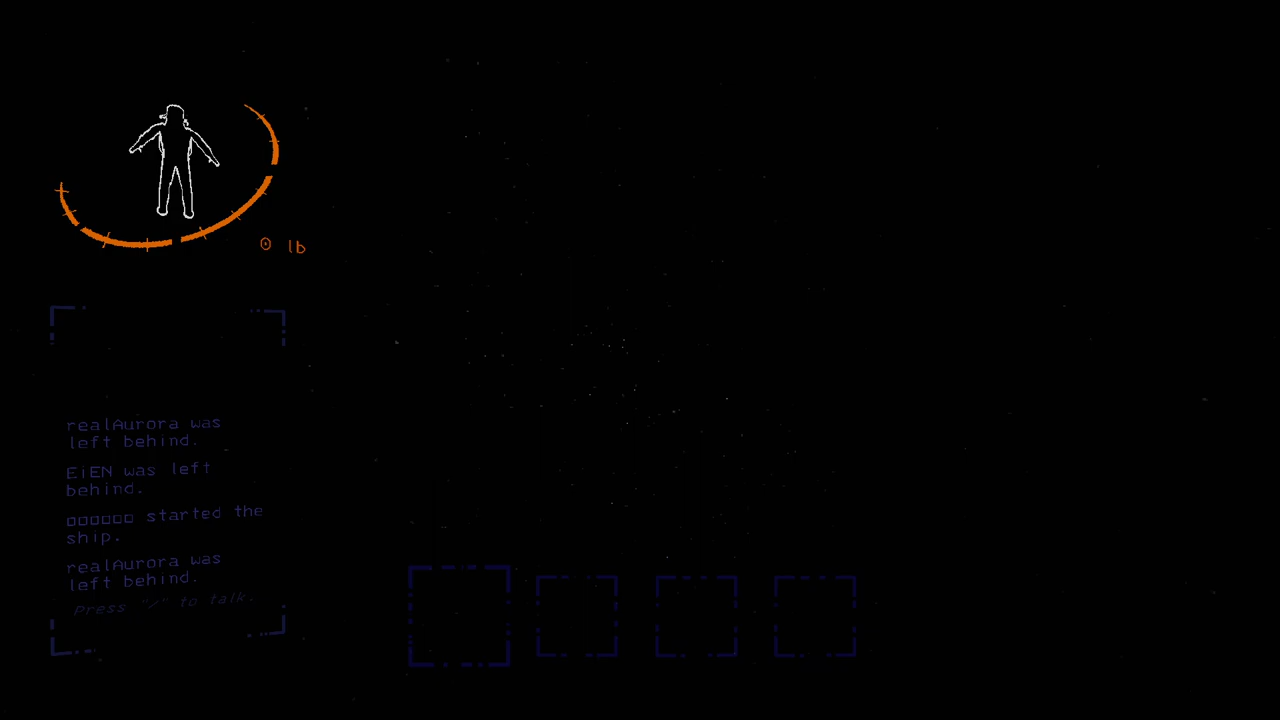 0 lb
realAurora was
left behind.
EiEN was left
behind.
□□□□□□ started the
ship.
realAurora was
left behind.
Press "/" to talk.